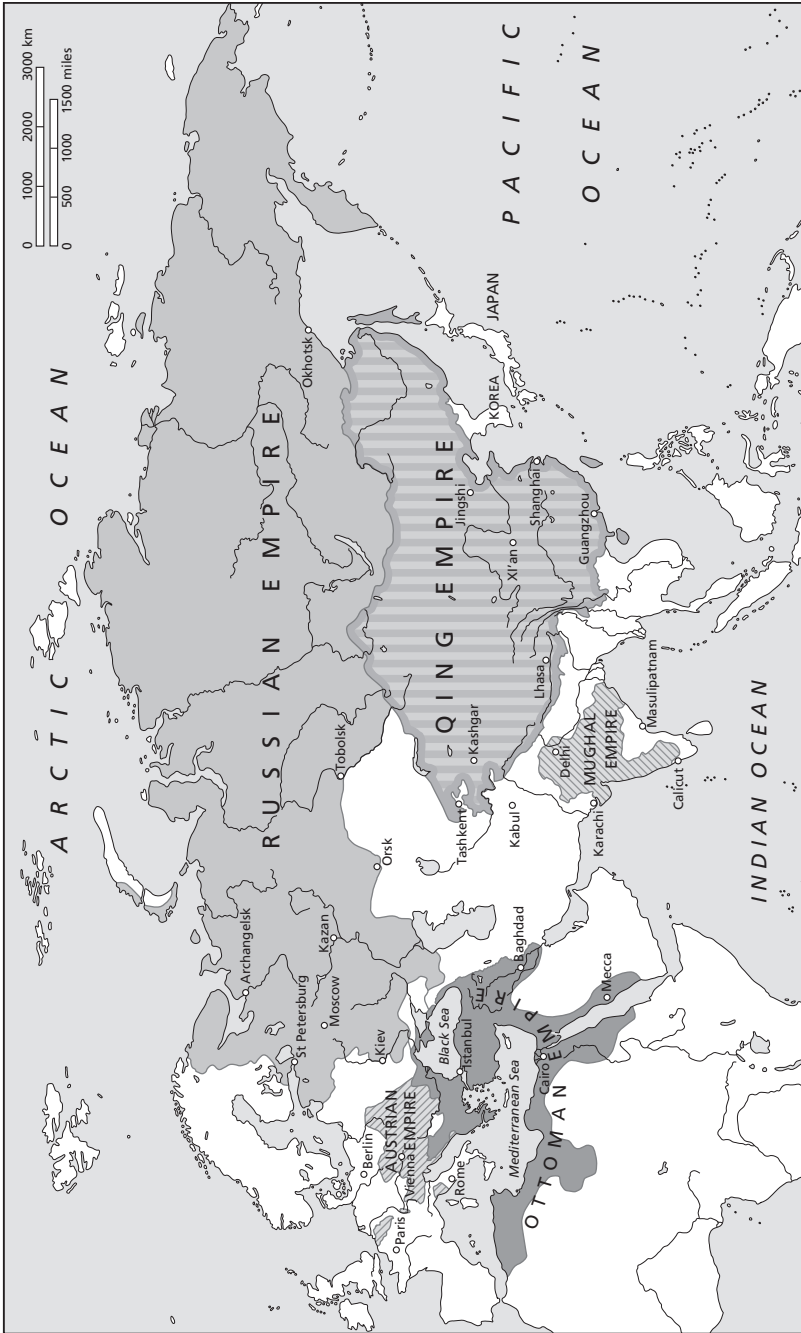 ARCTIC OCEAN
0 1000 2000 3000 km
0 500 1000 1500 miles
PACIFIC
OCEAN
RUSSIAN EMPIRE
Okhotsk
Tobolsk
Archangelsk
St Petersburg
Moscow
Kazan
Orsk
Kiev
QING EMPIRE
Jingshi
Xi'an
Shanghai
Guangzhou
Lhasa
Kashgar
KOREA
JAPAN
Tashkent
Kabul
Karachi
Delhi
MUGHAL
EMPIRE
Masulipatnam
Calicut
INDIAN OCEAN
Berlin
AUSTRIAN
EMPIRE
Vienna
Paris
Rome
Black Sea
Istanbul
Mediterranean Sea
OTTOMAN EMPIRE
Baghdad
Cairo
Mecca